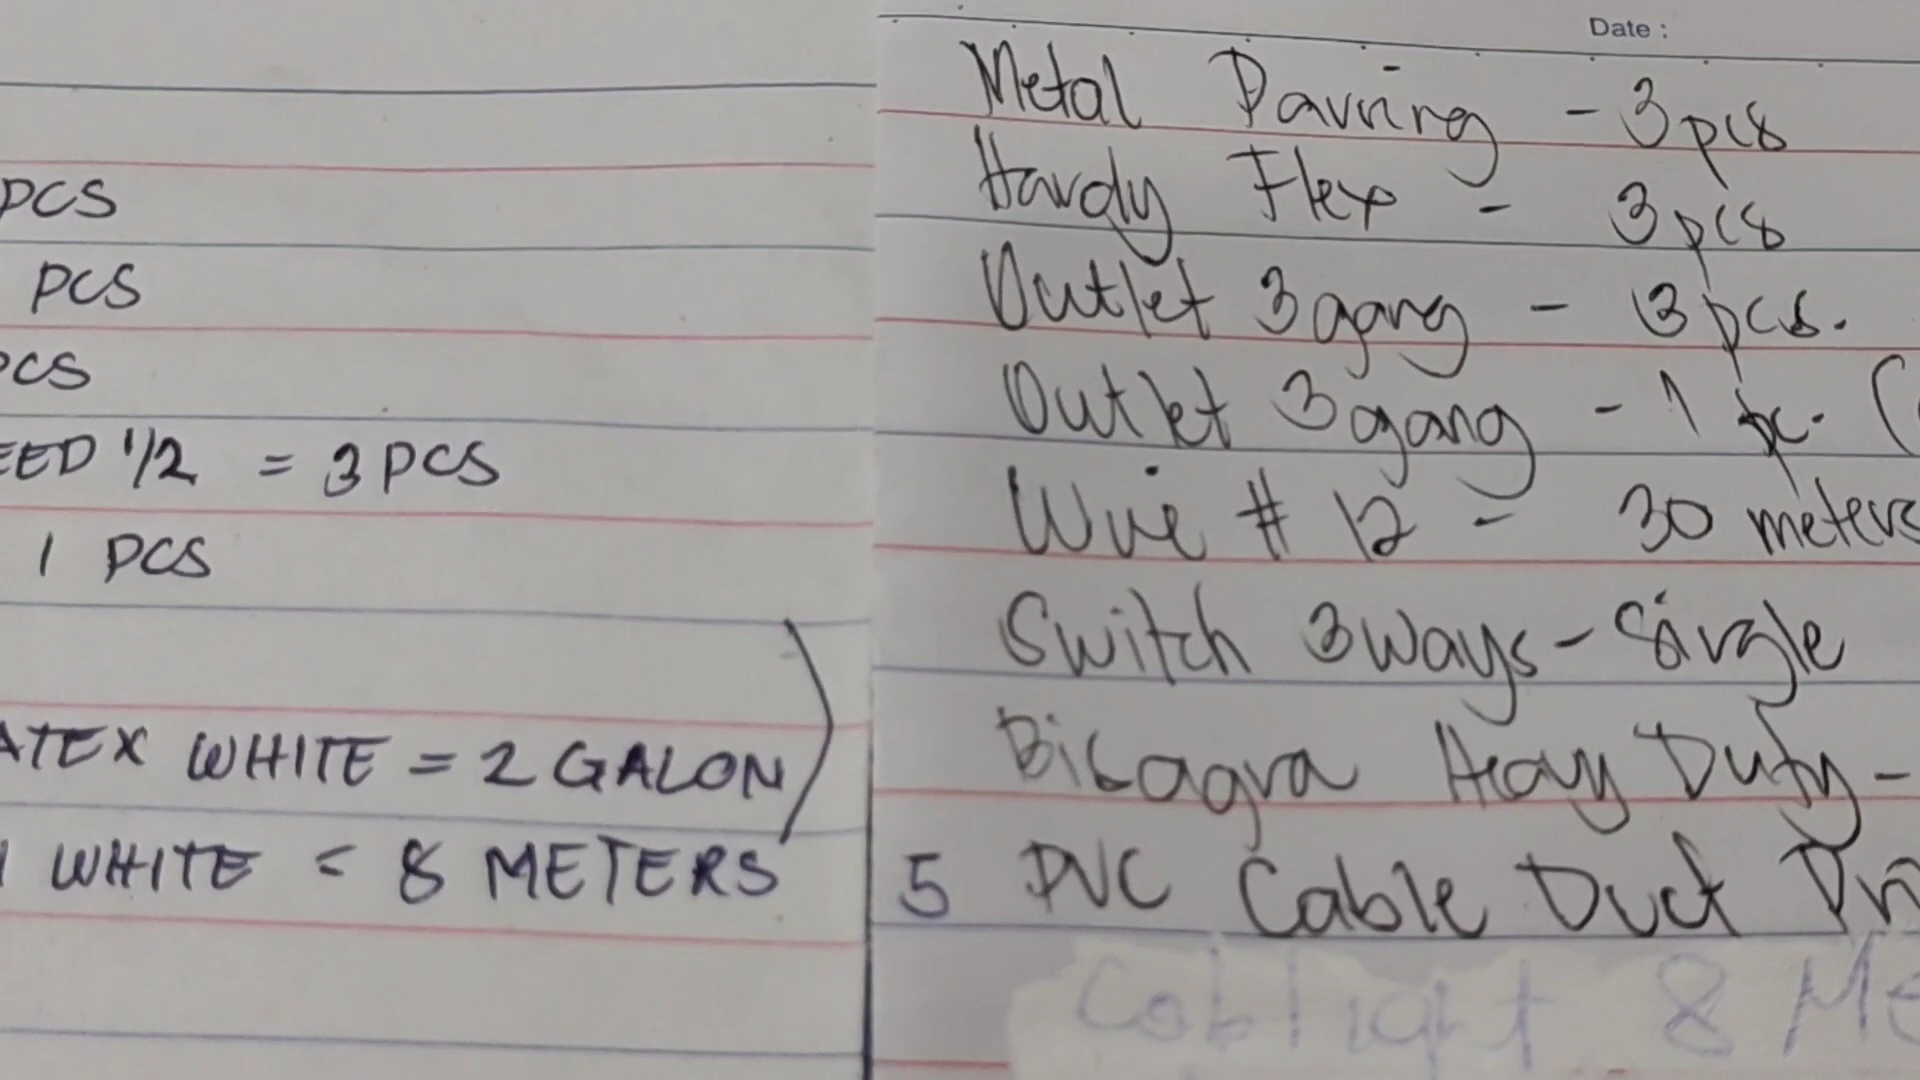 PCS
PCS
PCS
EED 1/2 = 3 PCS
1 PCS
ATEX WHITE = 2 GALON
WHITE = 8 METERS
Date :
Metal - 3 pcs
Hardy Flex - 3 pcs
Outlet 3 gang - 3 pcs.
Outlet 3 gang - 1 pc. (
Wire # 12 - 30 meters
Switch 3 ways - Single
Bisagra Heavy Duty -
5 PVC Cable Duct
8 Me